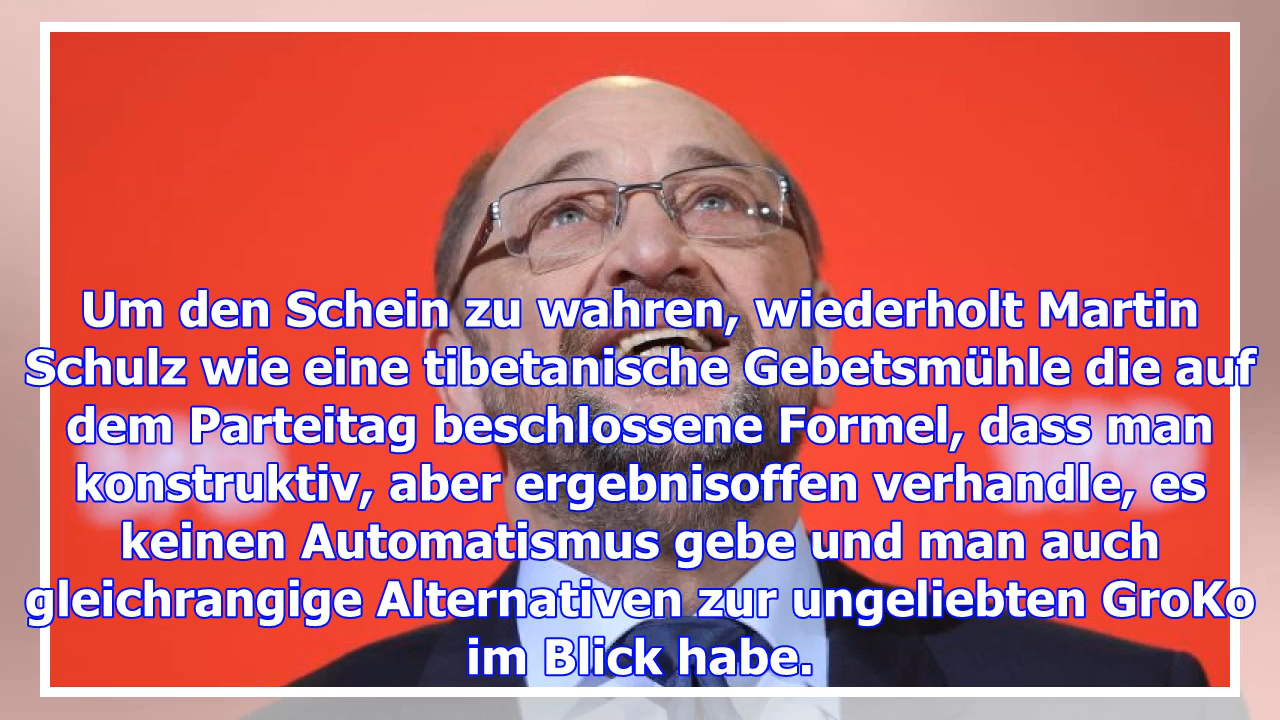 Um den Schein zu wahren, wiederholt Martin
Schulz wie eine tibetanische Gebetsmühle die auf
dem Parteitag beschlossene Formel, dass man
konstruktiv, aber ergebnisoffen verhandle, es
keinen Automatismus gebe und man auch
gleichrangige Alternativen zur ungeliebten GroKo
im Blick habe.